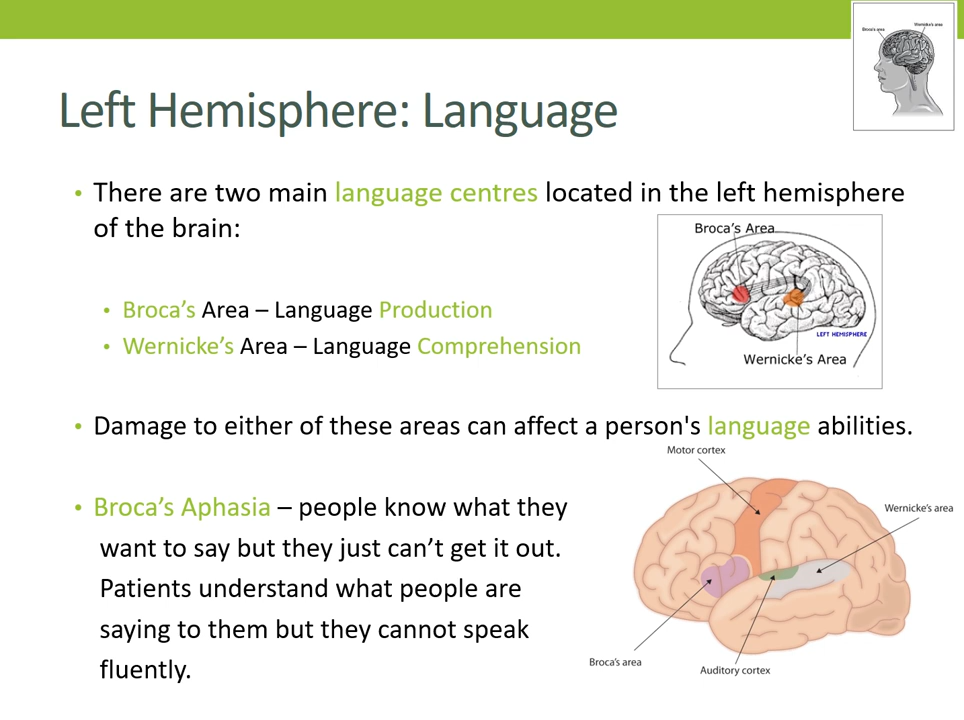 Broca's area
Wernicke's area
Left Hemisphere: Language
• There are two main language centres located in the left hemisphere
of the brain:
Broca's Area
LEFT HEMISPHERE
Wernicke's Area
• Broca's Area – Language Production
• Wernicke's Area – Language Comprehension
• Damage to either of these areas can affect a person's language abilities.
Motor cortex
Wernicke's area
Broca's area
Auditory cortex
• Broca's Aphasia – people know what they
want to say but they just can't get it out.
Patients understand what people are
saying to them but they cannot speak
fluently.